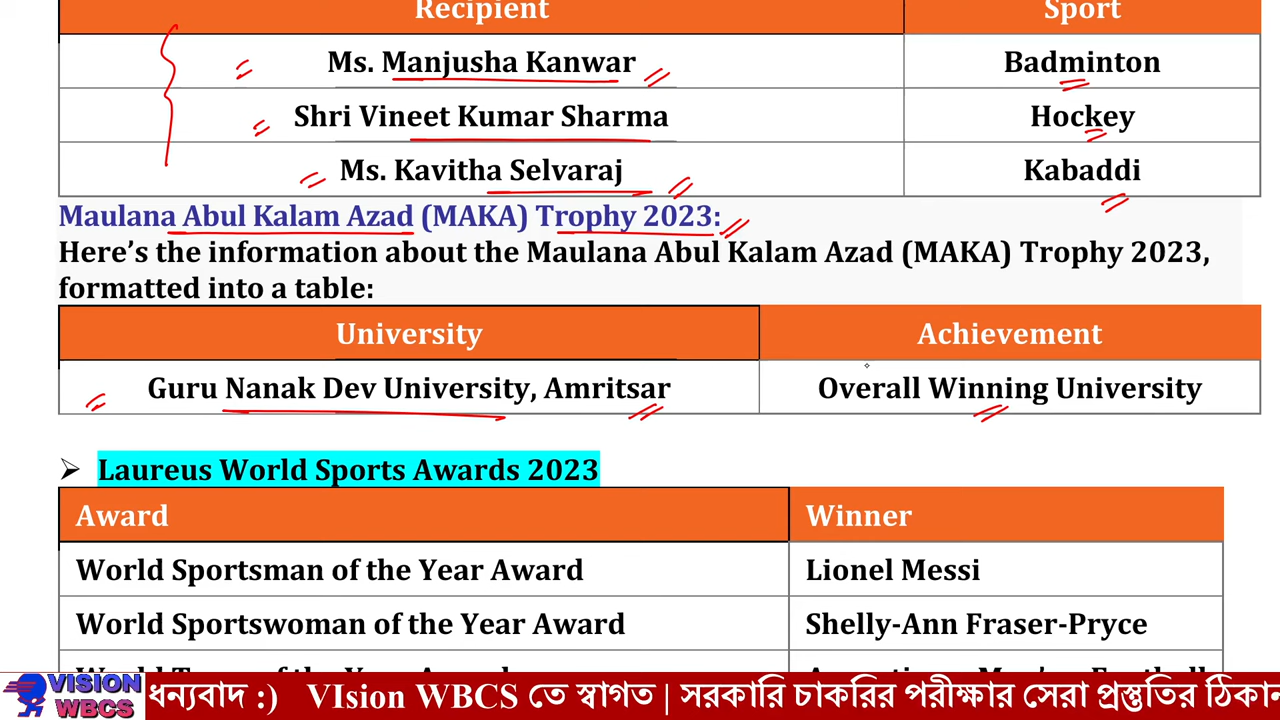 Recipient Sport
Ms. Manjusha Kanwar Badminton
Shri Vineet Kumar Sharma Hockey
Ms. Kavitha Selvaraj Kabaddi
Maulana Abul Kalam Azad (MAKA) Trophy 2023:
Here’s the information about the Maulana Abul Kalam Azad (MAKA) Trophy 2023,
formatted into a table:
University Achievement
Guru Nanak Dev University, Amritsar Overall Winning University
➢ Laureus World Sports Awards 2023
Award Winner
World Sportsman of the Year Award Lionel Messi
World Sportswoman of the Year Award Shelly-Ann Fraser-Pryce
VISION
WBCS
ধন্যবাদ :) VIsion WBCS তে স্বাগত | সরকারি চাকরির পরীক্ষার সেরা প্রস্তুতির